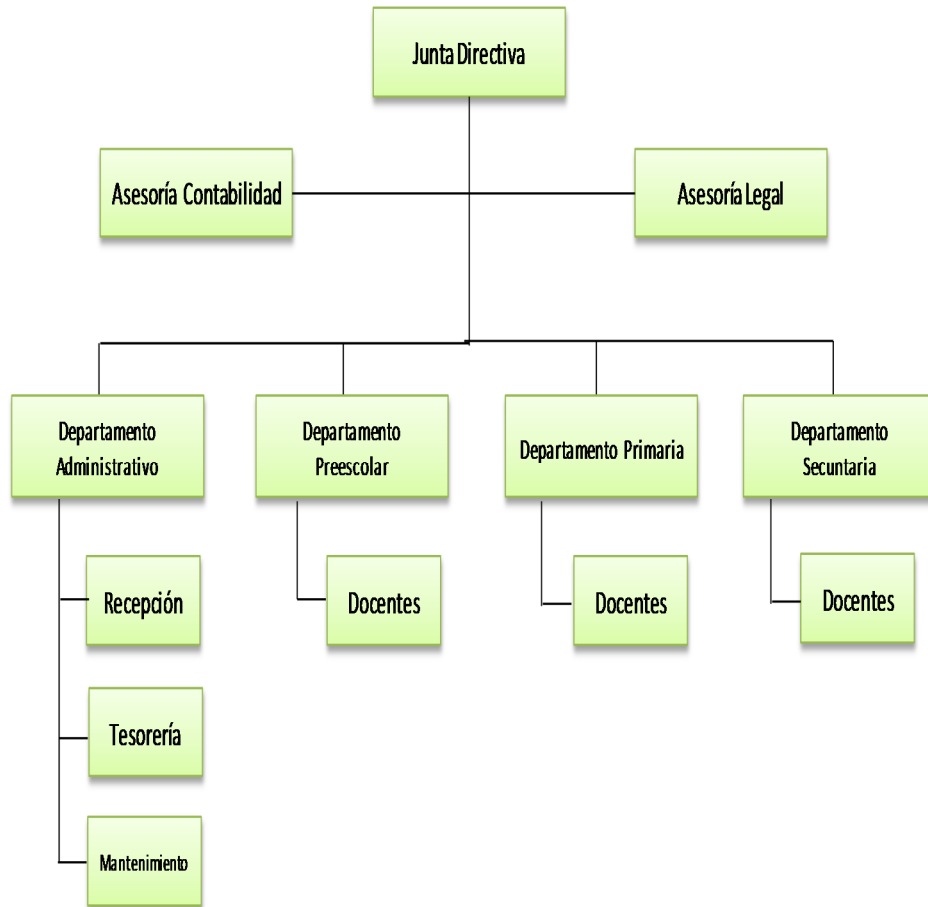 Junta Directiva
Asesoría Contabilidad
Asesoría Legal
Departamento
Administrativo
Departamento
Preescolar
Departamento Primaria
Departamento
Secuntaria
Recepción
Docentes
Docentes
Docentes
Tesorería
Mantenimiento